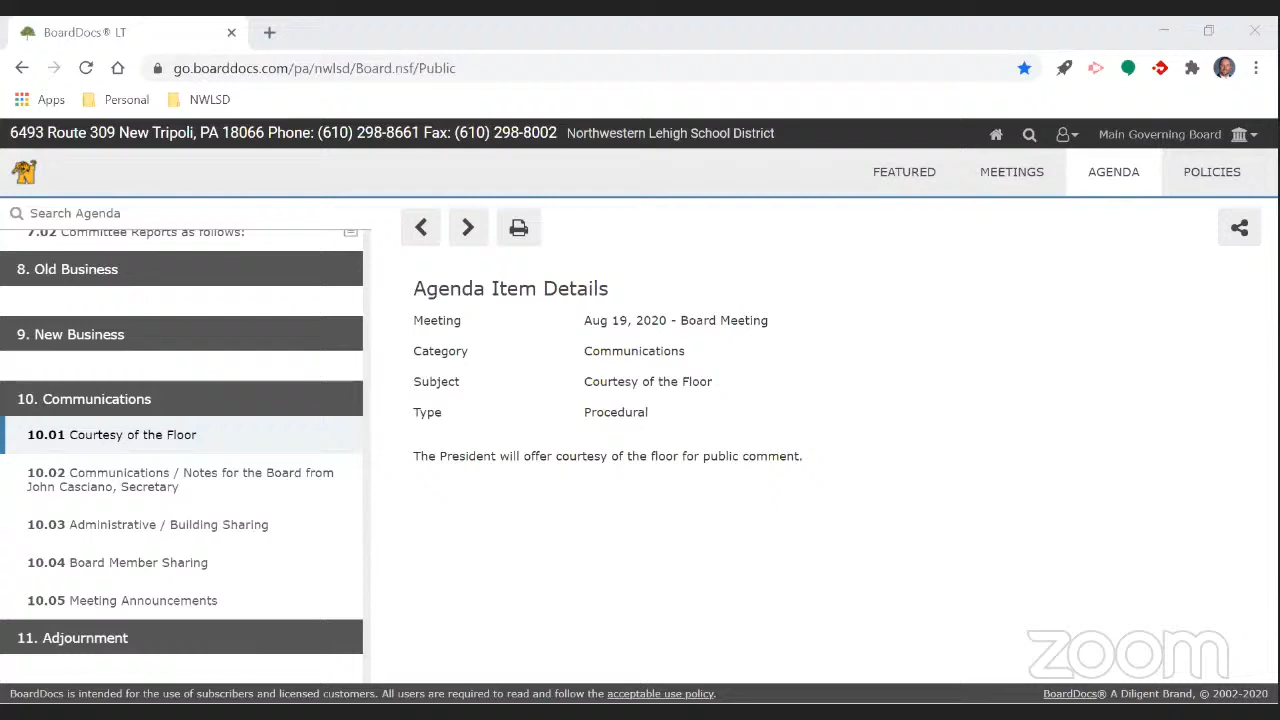 BoardDocs® LT
go.boarddocs.com/pa/nwlsd/Board.nsf/Public
Apps Personal NWLSD
6493 Route 309 New Tripoli, PA 18066 Phone: (610) 298-8661 Fax: (610) 298-8002 Northwestern Lehigh School District
Main Governing Board
FEATURED MEETINGS AGENDA POLICIES
Search Agenda
7.02 Committee Reports as follows:
8. Old Business
9. New Business
10. Communications
10.01 Courtesy of the Floor
10.02 Communications / Notes for the Board from
John Casciano, Secretary
10.03 Administrative / Building Sharing
10.04 Board Member Sharing
10.05 Meeting Announcements
11. Adjournment
Agenda Item Details
Meeting Aug 19, 2020 - Board Meeting
Category Communications
Subject Courtesy of the Floor
Type Procedural
The President will offer courtesy of the floor for public comment.
zoom
BoardDocs is intended for the use of subscribers and licensed customers. All users are required to read and follow the acceptable use policy.
BoardDocs® A Diligent Brand, © 2002-2020